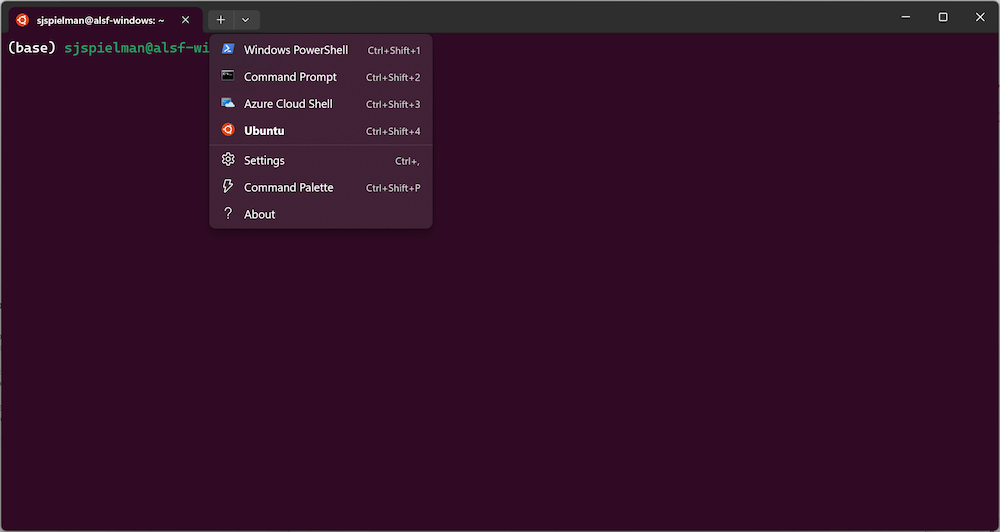 sjspielman@alsf-windows: ~
(base) sjspielman@alsf-wi
Windows PowerShell Ctrl+Shift+1
Command Prompt Ctrl+Shift+2
Azure Cloud Shell Ctrl+Shift+3
Ubuntu Ctrl+Shift+4
Settings Ctrl+,
Command Palette Ctrl+Shift+P
About